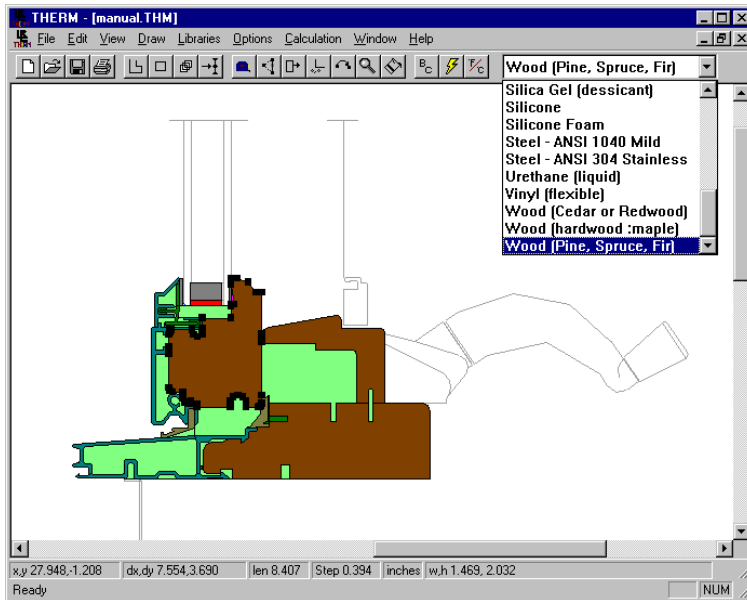 THERM - [manual.THM]
File Edit View Draw Libraries Options Calculation Window Help
BC F/C Wood (Pine, Spruce, Fir)
Silica Gel (dessicant)
Silicone
Silicone Foam
Steel - ANSI 1040 Mild
Steel - ANSI 304 Stainless
Urethane (liquid)
Vinyl (flexible)
Wood (Cedar or Redwood)
Wood (hardwood :maple)
Wood (Pine, Spruce, Fir)
x,y 27.948,-1.208 dx,dy 7.554,3.690 len 8.407 Step 0.394 inches w,h 1.469, 2.032
Ready NUM